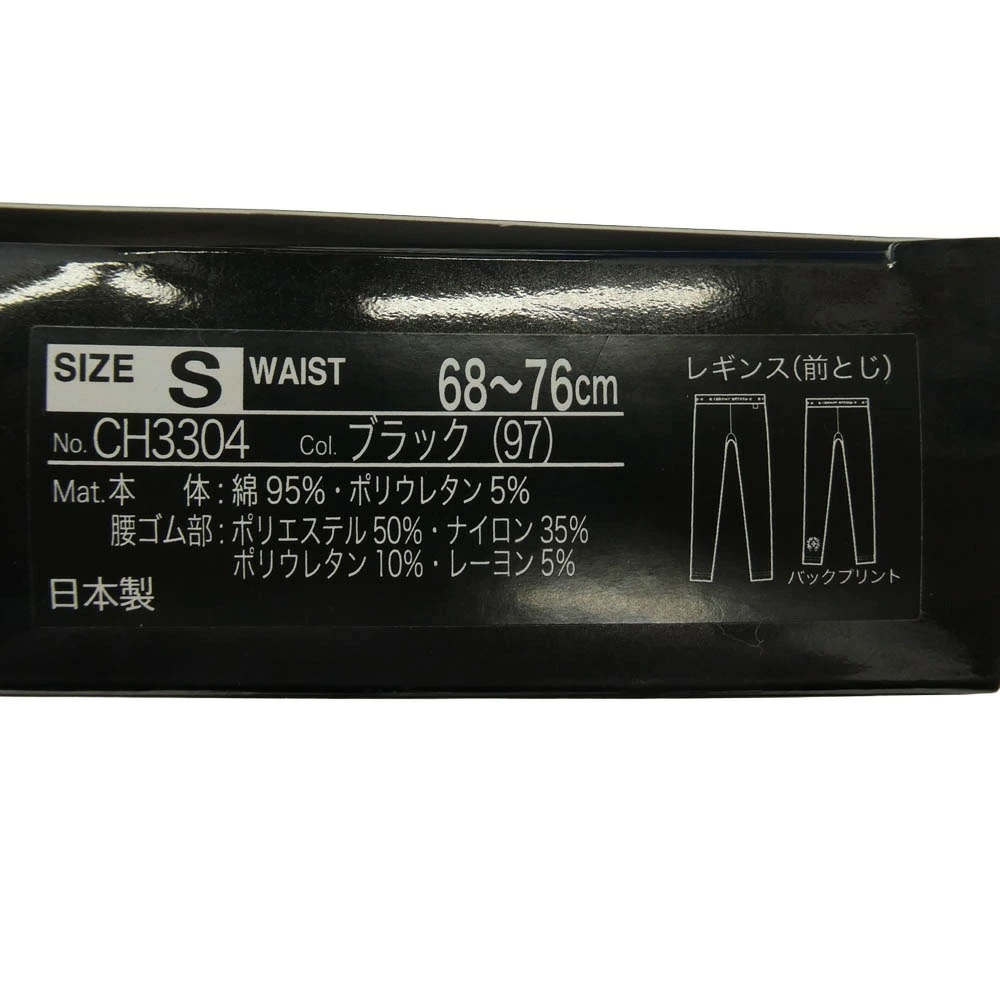 SIZE S WAIST 68～76cm
No. CH3304 Col. ブラック (97)
Mat. 本　体 : 綿 95%・ポリウレタン 5%
腰ゴム部 : ポリエステル 50%・ナイロン 35%
ポリウレタン 10%・レーヨン 5%
日本製
レギンス(前とじ)
バックプリント